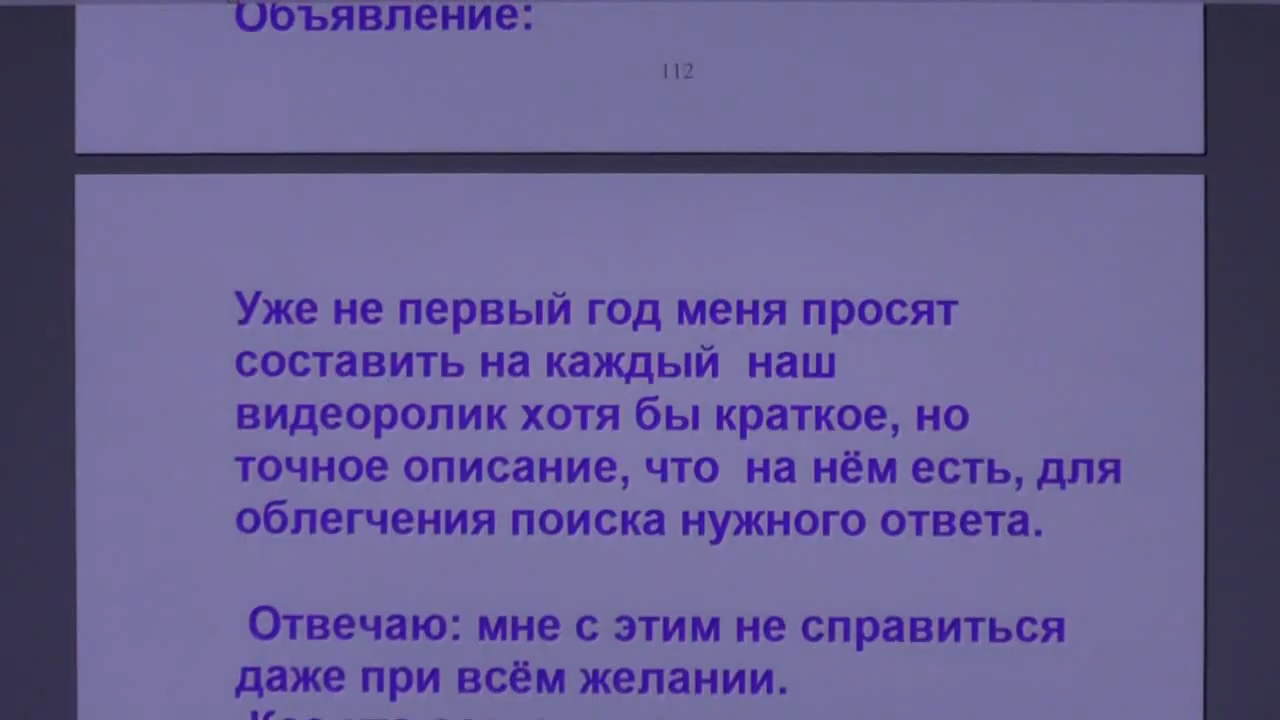 Объявление:
112
Уже не первый год меня просят
составить на каждый наш
видеоролик хотя бы краткое, но
точное описание, что на нём есть, для
облегчения поиска нужного ответа.
Отвечаю: мне с этим не справиться
даже при всём желании.